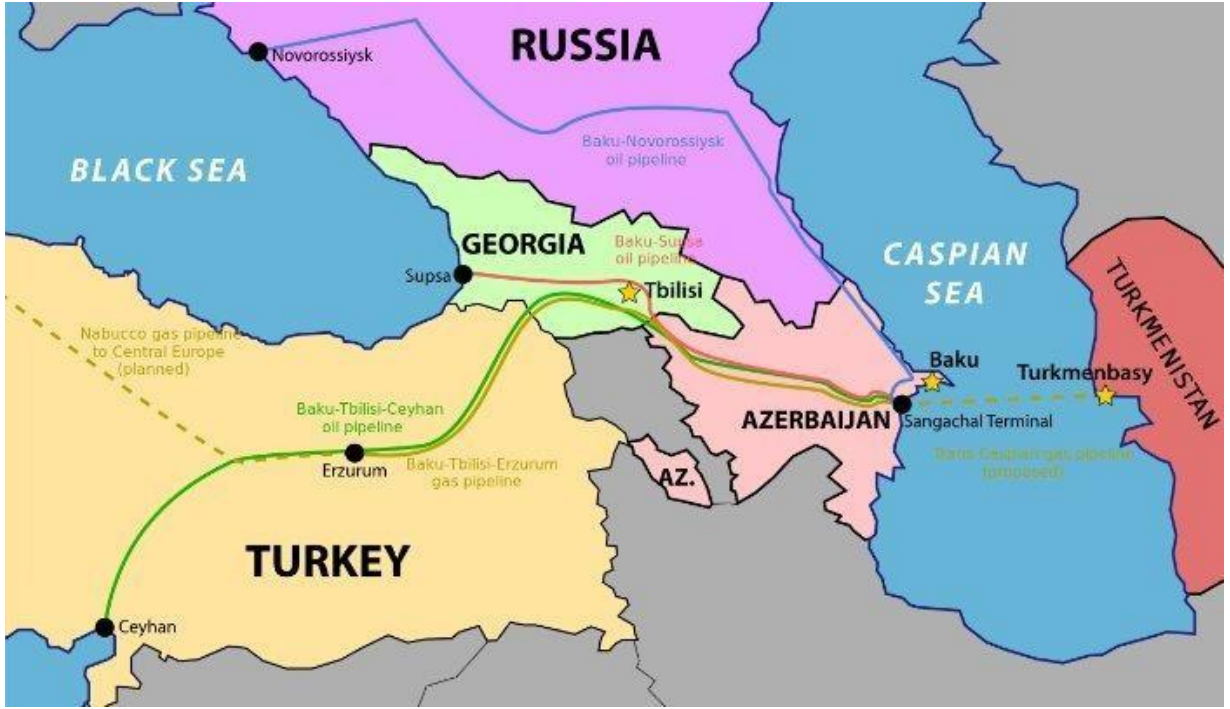 RUSSIA
Novorossiysk
Baku-Novorossiysk
oil pipeline
BLACK SEA
GEORGIA
Baku-Supsa
oil pipeline
CASPIAN
SEA
TURKMENISTAN
Supsa
Tbilisi
Nabucco gas pipeline
to Central Europe
(planned)
Baku
Turkmenbasy
Baku-Tbilisi-Ceyhan
oil pipeline
AZERBAIJAN
Sangachal Terminal
Erzurum
Baku-Tbilisi-Erzurum
gas pipeline
Trans Caspian gas pipeline
(proposed)
AZ.
TURKEY
Ceyhan